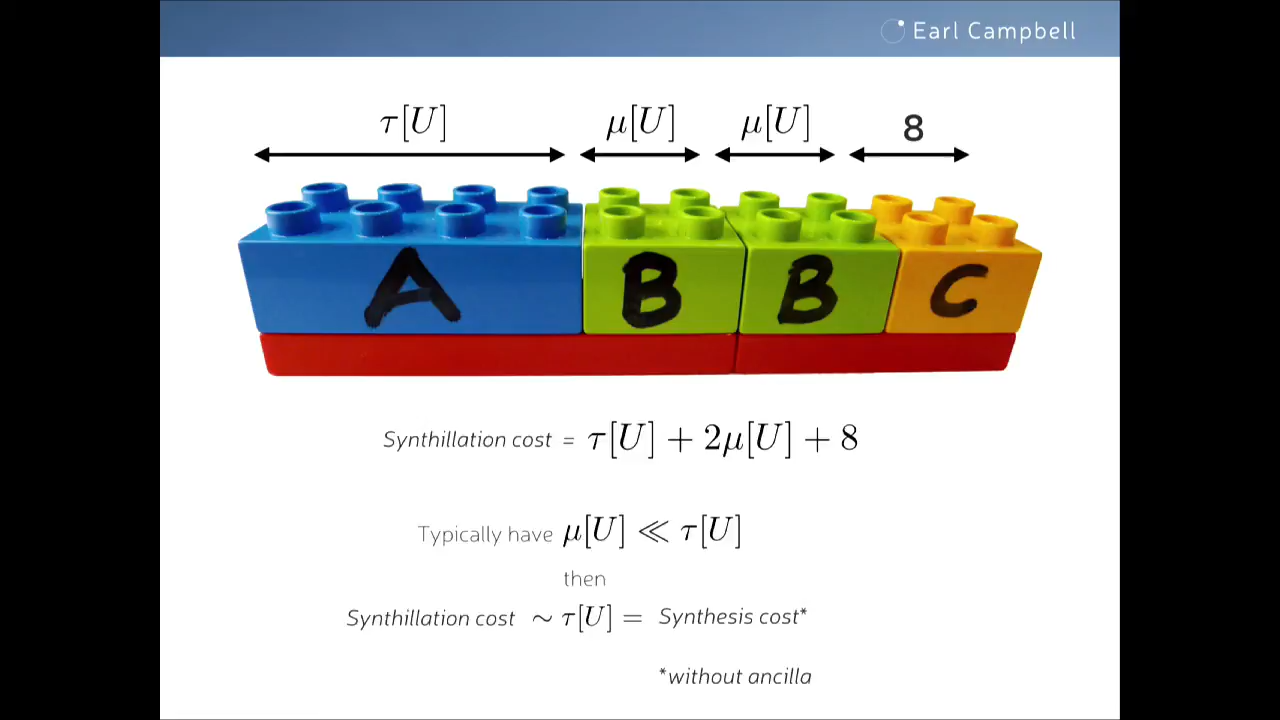 Earl Campbell
τ[U] μ[U] μ[U] 8
A B B C
Synthillation cost = τ[U] + 2μ[U] + 8
Typically have μ[U] ≪ τ[U]
then
Synthillation cost ∼ τ[U] = Synthesis cost*
*without ancilla